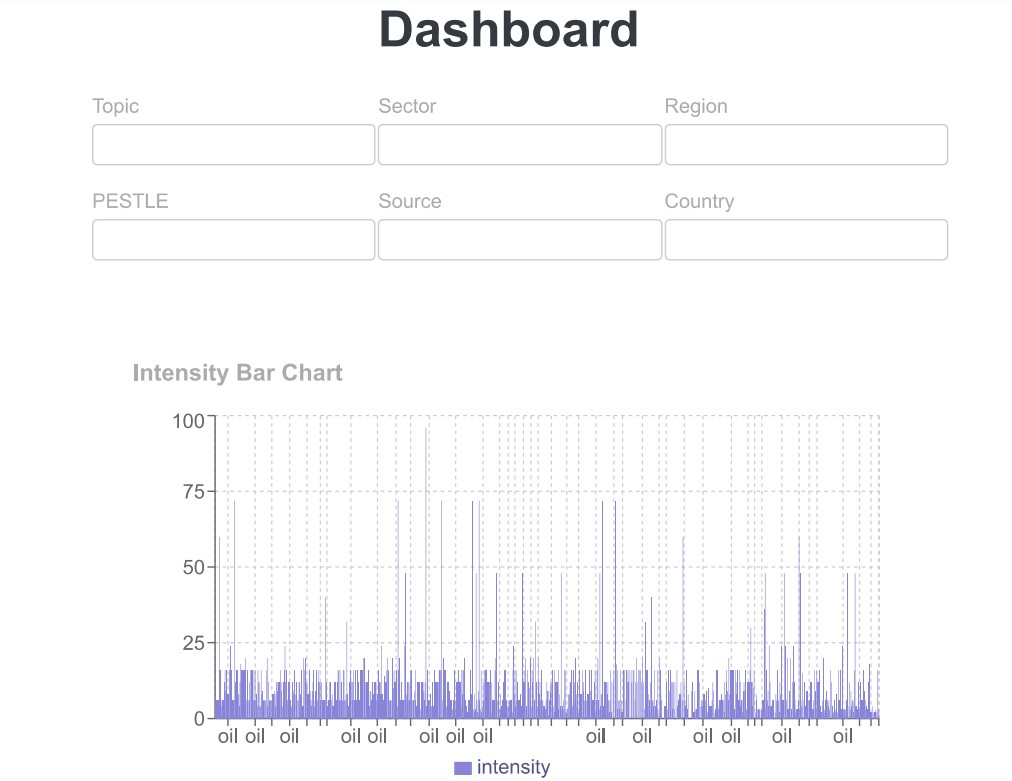 Dashboard
Topic Sector Region
PESTLE Source Country
Intensity Bar Chart
100
75
50
25
0
oil oil oil oil oil oil oil oil oil oil oil oil oil oil
intensity